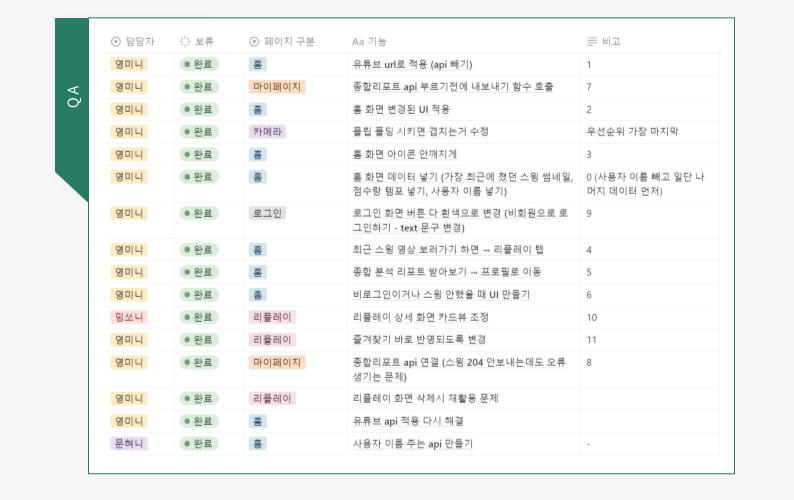 QA
담당자 보류 페이지 구분 Aa 기능 비고
영미니 완료 홈 유튜브 url로 적용 (api 빼기) 1
영미니 완료 마이페이지 종합리포트 api 부르기전에 내보내기 함수 호출 7
영미니 완료 홈 홈 화면 변경된 UI 적용 2
영미니 완료 카메라 플립 폴딩 시키면 겹치는거 수정 우선순위 가장 마지막
영미니 완료 홈 홈 화면 아이콘 안깨지게 3
영미니 완료 홈 홈 화면 데이터 넣기 (가장 최근에 쳤던 스윙 썸네일, 0 (사용자 이름 빼고 일단 나
점수랑 템포 넣기, 사용자 이름 넣기) 머지 데이터 먼저)
영미니 완료 로그인 로그인 화면 버튼 다 흰색으로 변경 (비회원으로 로 9
그인하기 - text 문구 변경)
영미니 완료 홈 최근 스윙 영상 보러가기 하면 → 리플레이 탭 4
영미니 완료 홈 종합 분석 리포트 받아보기 → 프로필로 이동 5
영미니 완료 홈 비로그인이거나 스윙 안했을 때 UI 만들기 6
밍쏘니 완료 리플레이 리플레이 상세 화면 카드뷰 조정 10
영미니 완료 리플레이 즐겨찾기 바로 반영되도록 변경 11
영미니 완료 마이페이지 종합리포트 api 연결 (스윙 204 안보내는데도 오류 8
생기는 문제)
영미니 완료 리플레이 리플레이 화면 삭제시 재활용 문제
영미니 완료 홈 유튜브 api 적용 다시 해결
문혀니 완료 홈 사용자 이름 주는 api 만들기 -